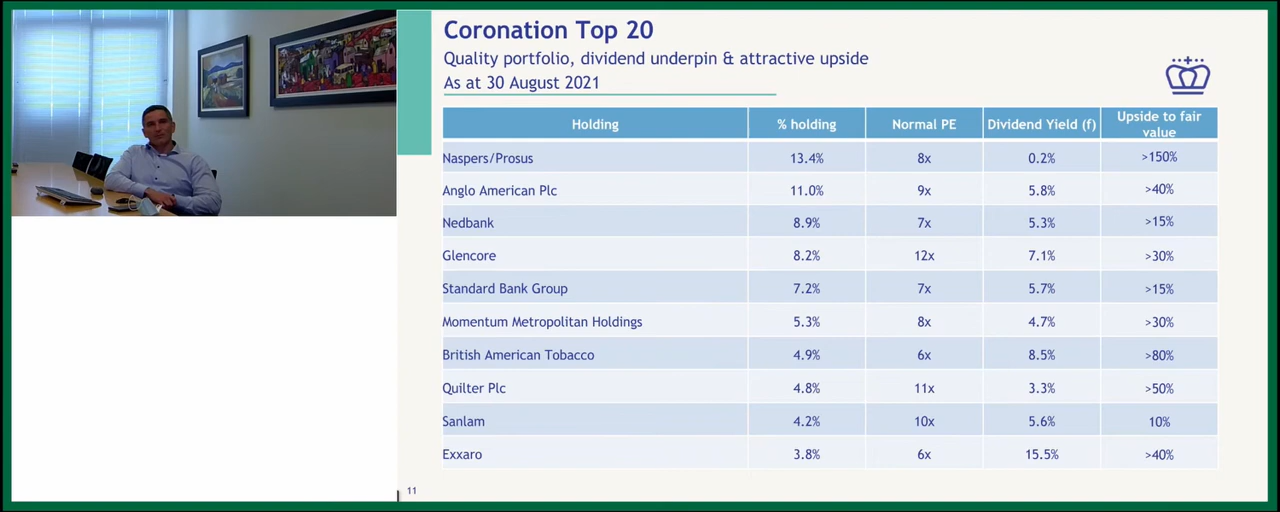 Coronation Top 20
Quality portfolio, dividend underpin & attractive upside
As at 30 August 2021
Holding % holding Normal PE Dividend Yield (f) Upside to fair value
Naspers/Prosus 13.4% 8x 0.2% >150%
Anglo American Plc 11.0% 9x 5.8% >40%
Nedbank 8.9% 7x 5.3% >15%
Glencore 8.2% 12x 7.1% >30%
Standard Bank Group 7.2% 7x 5.7% >15%
Momentum Metropolitan Holdings 5.3% 8x 4.7% >30%
British American Tobacco 4.9% 6x 8.5% >80%
Quilter Plc 4.8% 11x 3.3% >50%
Sanlam 4.2% 10x 5.6% 10%
Exxaro 3.8% 6x 15.5% >40%
11